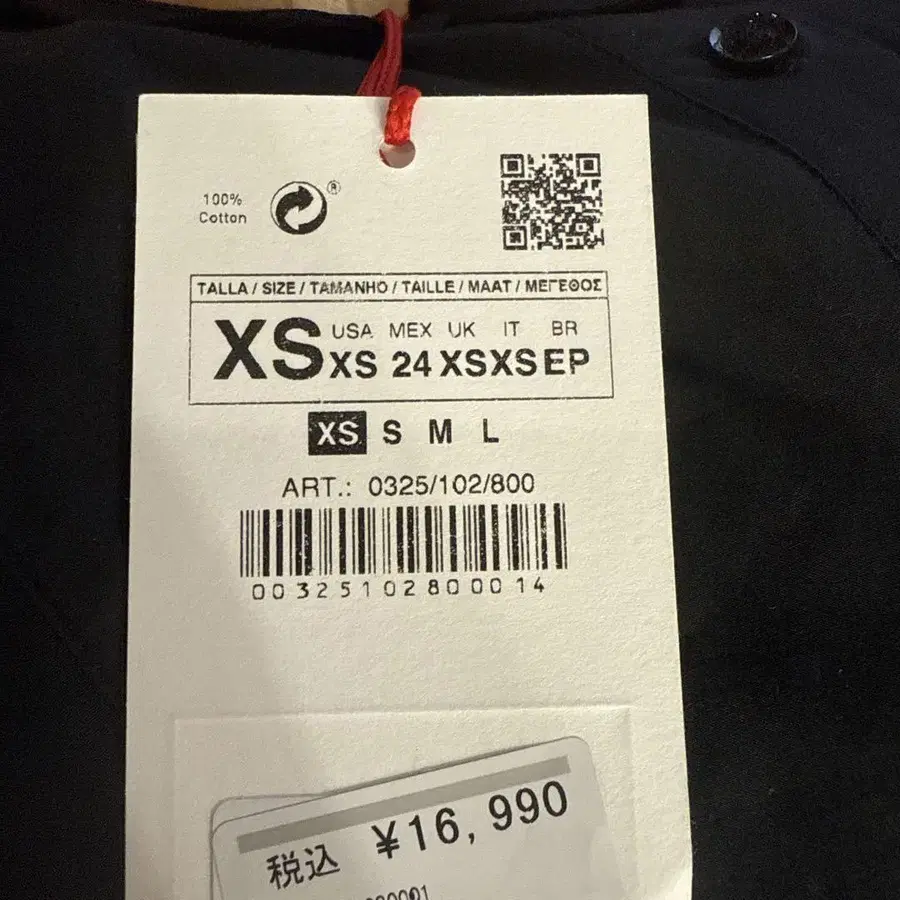 100%
Cotton
®
TALLA / SIZE / TAMANHO / TAILLE / MAAT / ΜΕΓΕΘΟΣ
XS
USA MEX UK IT BR
XS 24 XS XS EP
XS S M L
ART.: 0325/102/800
00325102800014
税込 ¥16,990